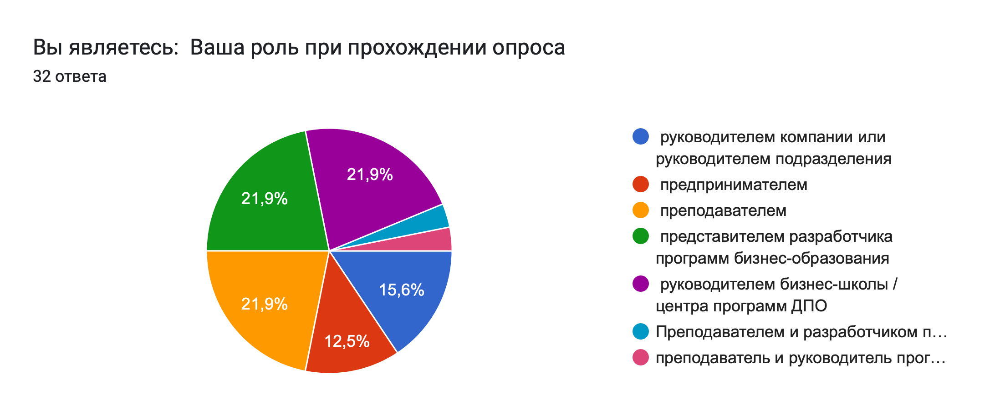 Вы являетесь:  Ваша роль при прохождении опроса
32 ответа
21,9%
21,9%
15,6%
21,9%
12,5%
руководителем компании или
руководителем подразделения
предпринимателем
преподавателем
представителем разработчика
программ бизнес-образования
руководителем бизнес-школы /
центра программ ДПО
Преподавателем и разработчиком п…
преподаватель и руководитель прог…